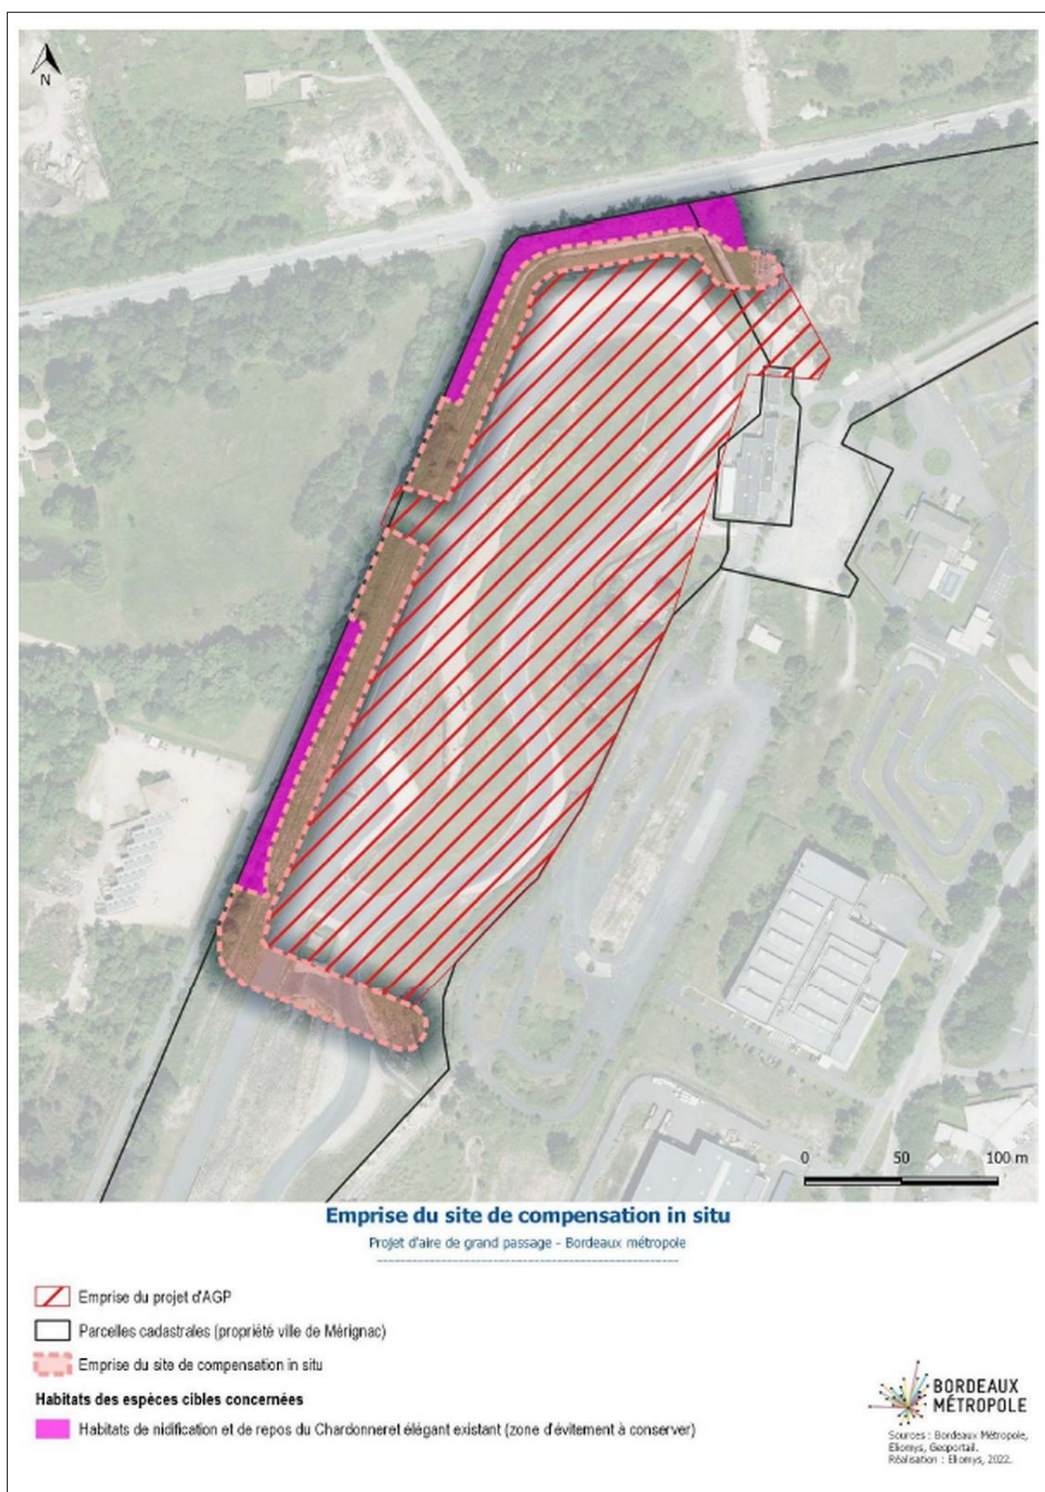 N
0 50 100 m
Emprise du site de compensation in situ
Projet d'aire de grand passage - Bordeaux métropole
Emprise du projet d'AGP
Parcelles cadastrales (propriété ville de Mérignac)
Emprise du site de compensation in situ
Habitats des espèces cibles concernées
Habitats de nidification et de repos du Chardonneret élégant existant (zone d'évitement à conserver)
BORDEAUX
MÉTROPOLE
Sources : Bordeaux Métropole,
Eliomys, Geoportail.
Réalisation : Eliomys, 2022.